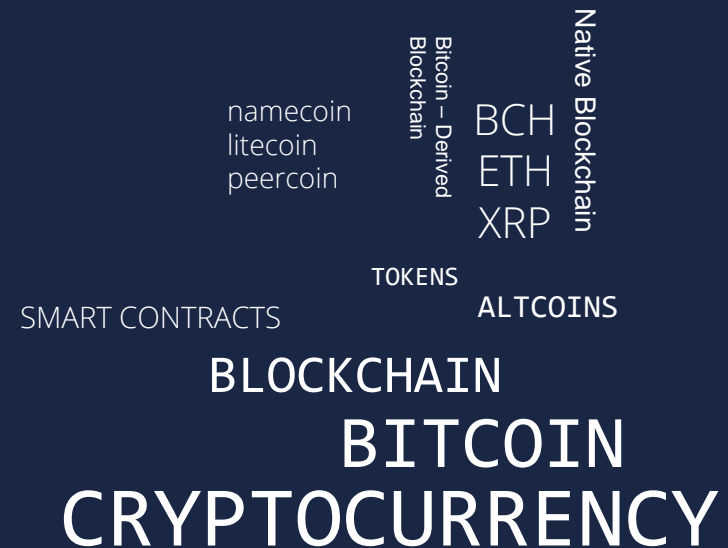 namecoin
litecoin
peercoin
Bitcoin – Derived
Blockchain
BCH
ETH
XRP
Native Blockchain
TOKENS
ALTCOINS
SMART CONTRACTS
BLOCKCHAIN
BITCOIN
CRYPTOCURRENCY